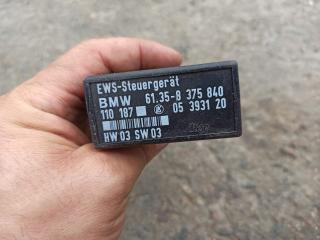 EWS-Steuergerät
BMW 61.35-8 375 840
110 187 05 3931 20
HW 03 SW 03